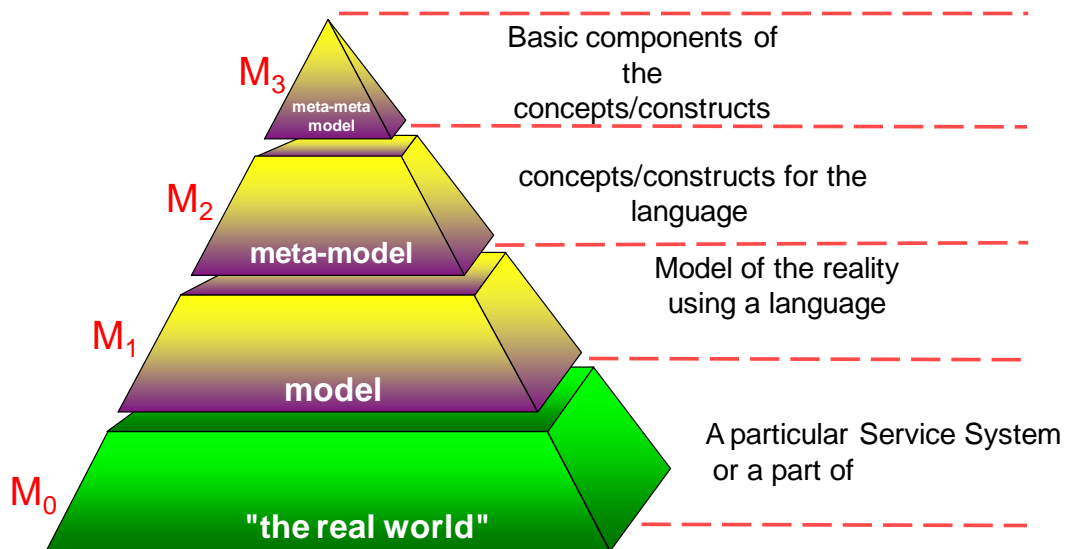 M3
meta-meta
model
Basic components of
the
concepts/constructs
M2
meta-model
concepts/constructs for the
language
M1
model
Model of the reality
using a language
M0
"the real world"
A particular Service System
or a part of